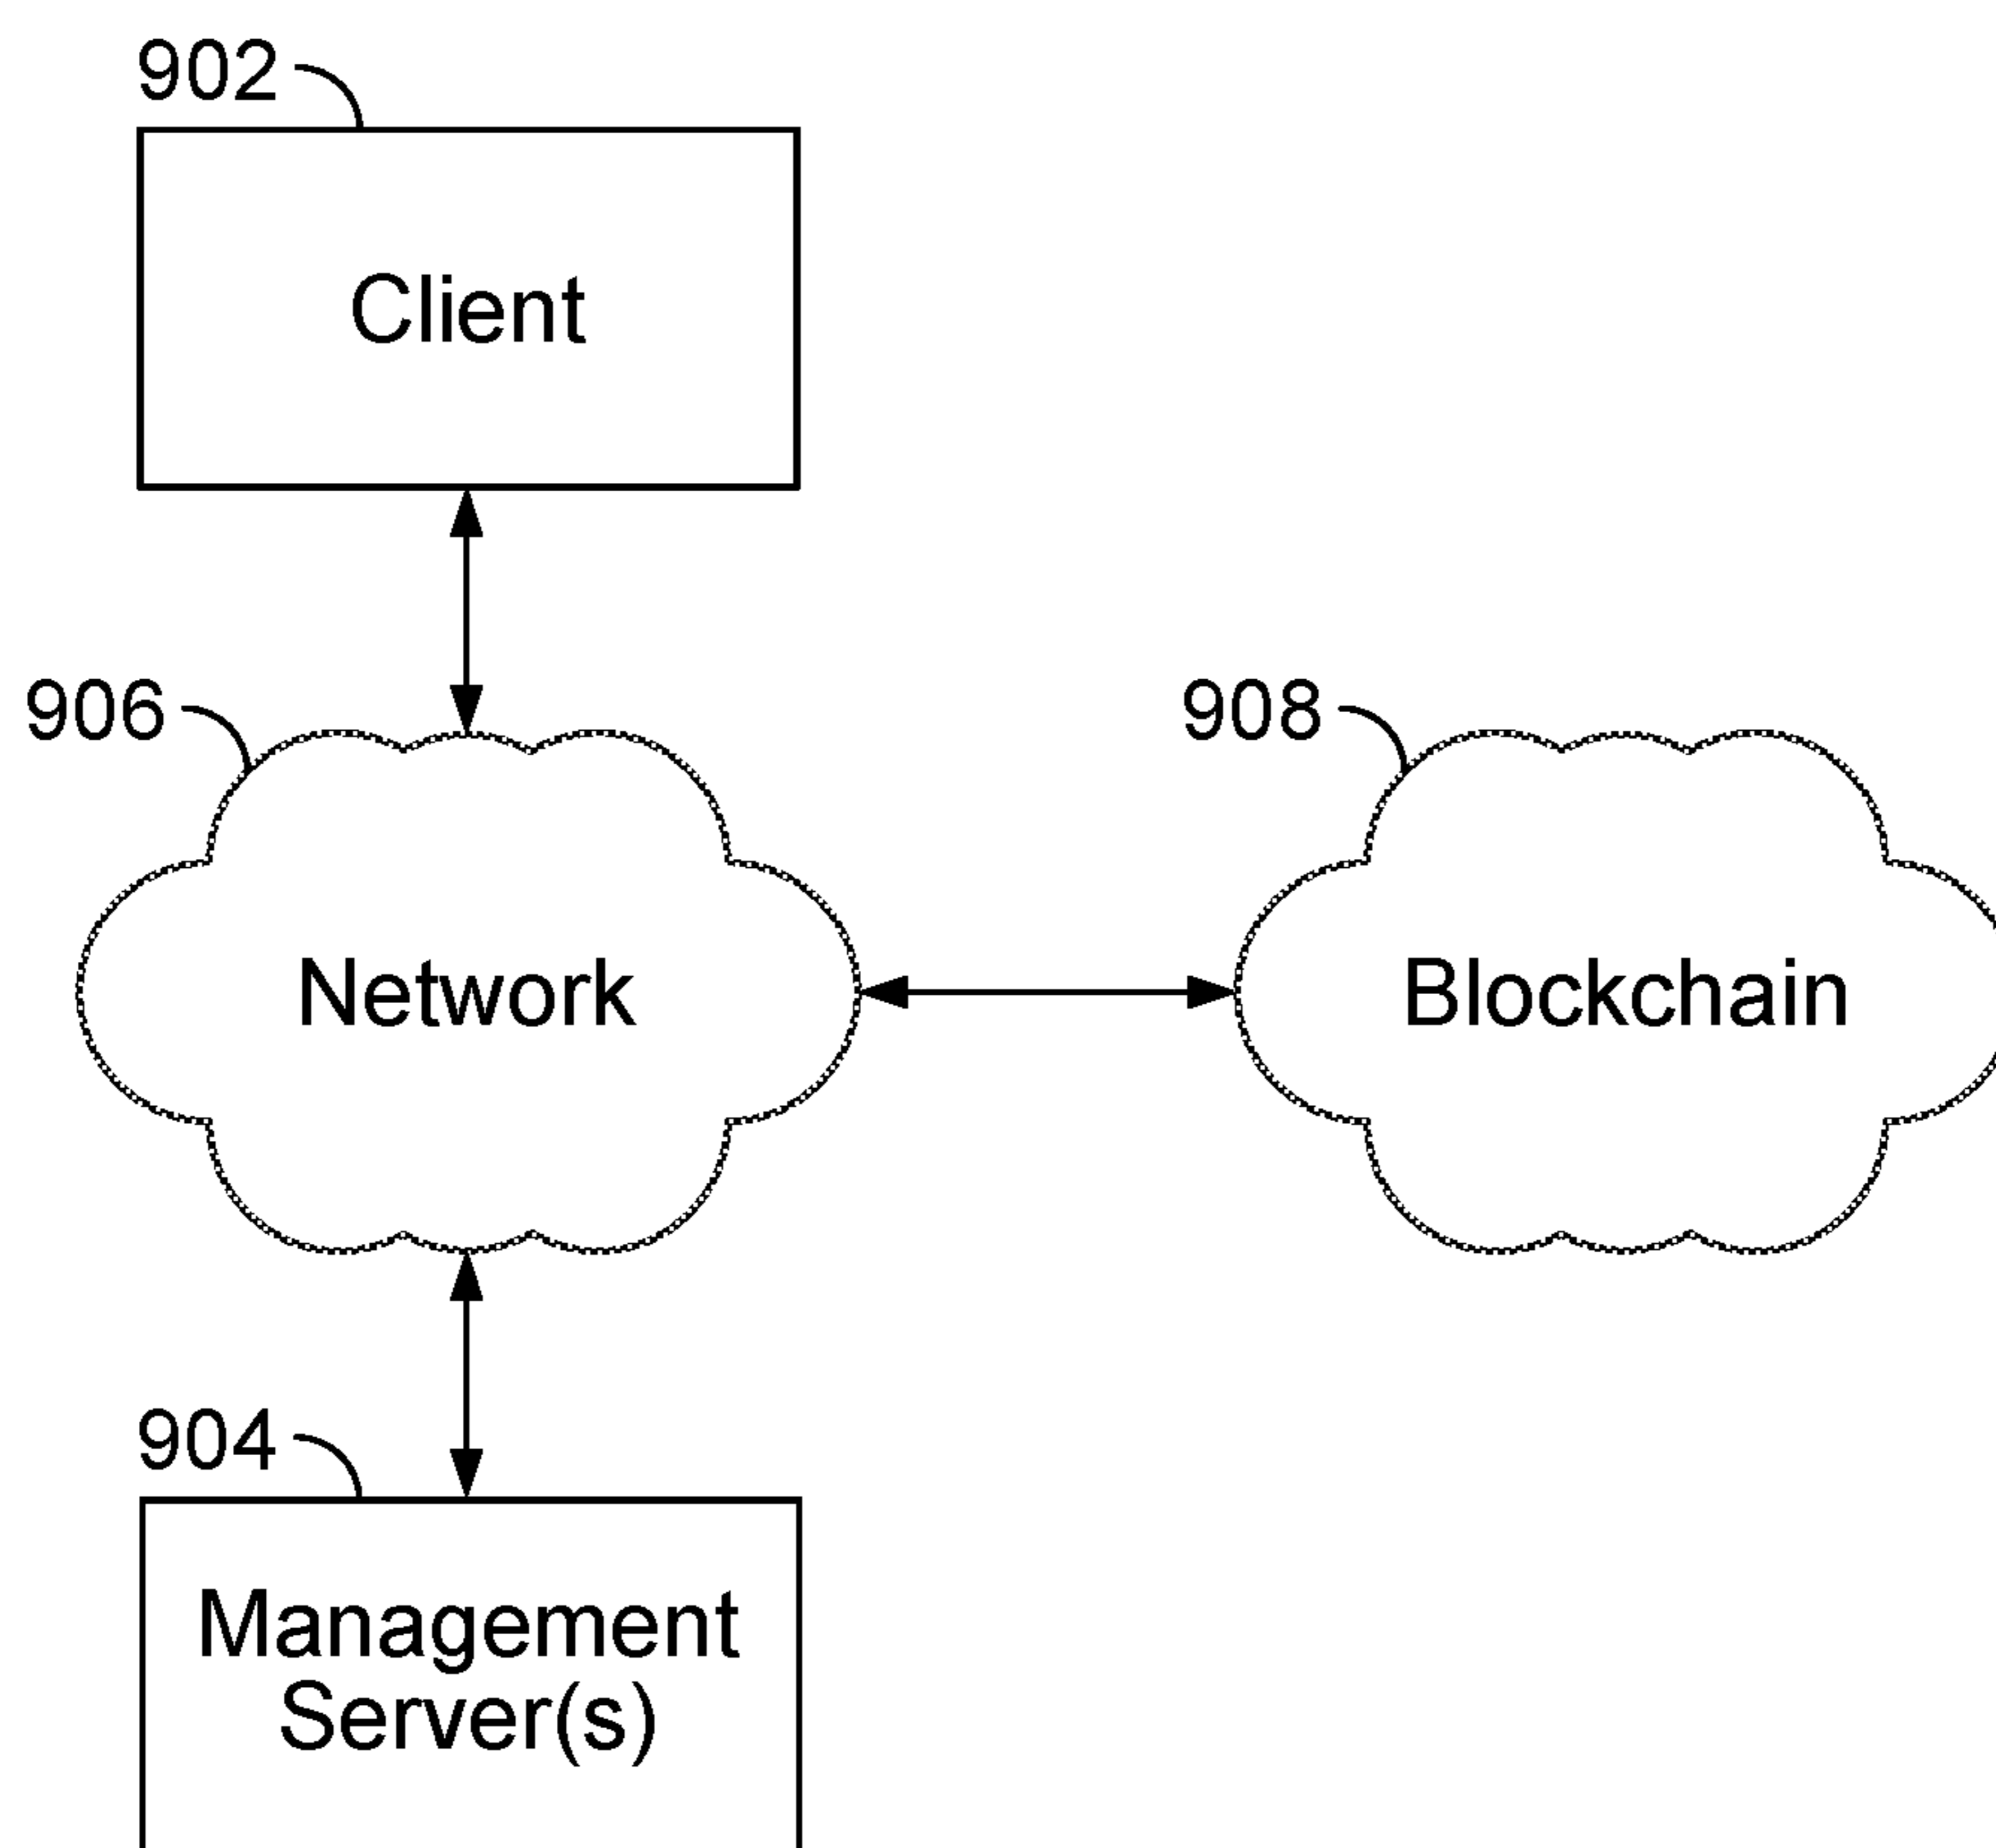 902
Client
906
908
Network
Blockchain
904
Management
Server(s)